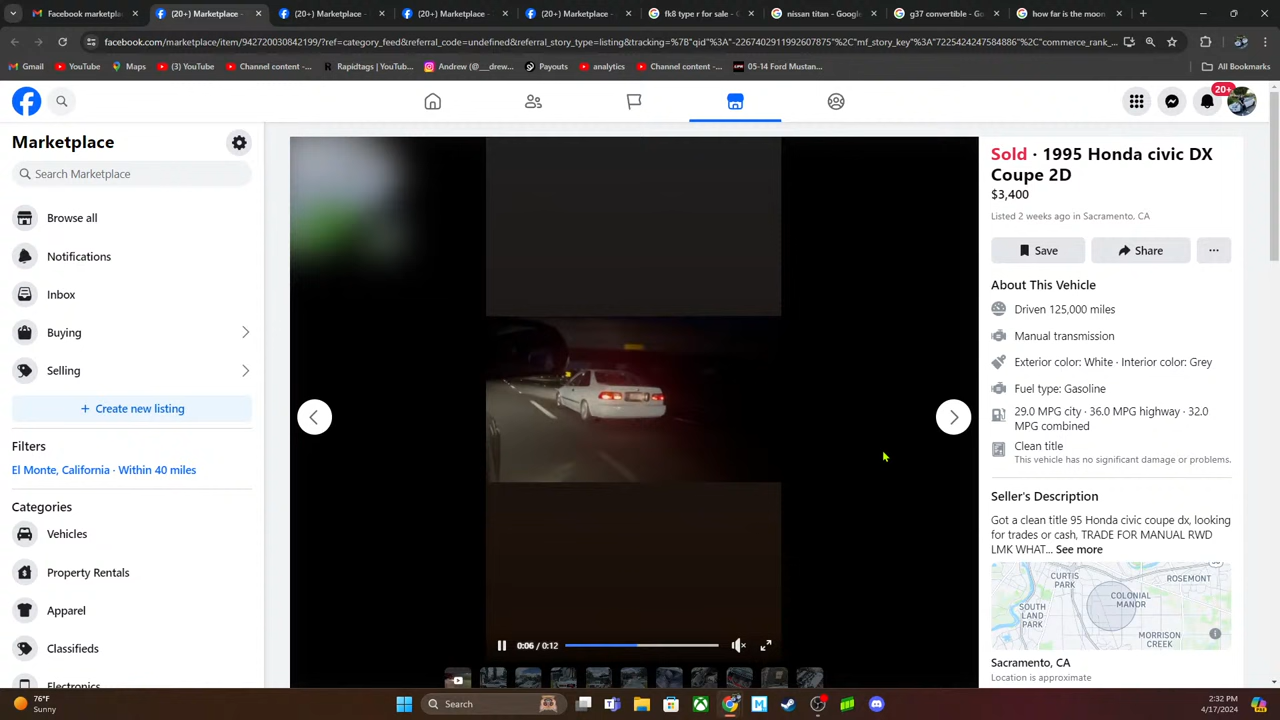 Facebook marketpl
(20+) Marketplace -
(20+) Marketplace -
(20+) Marketplace -
(20+) Marketplace -
fk8 type r for sale -
nissan titan - Google
g37 convertible - Goo
how far is the moon
facebook.com/marketplace/item/942720030842199/?ref=category_feed&referral_code=undefined&referral_story_type=listing&tracking=%7B"qid%3A"-226740291192607875"%2C"mf_story_key%3A"7225424247584886"%2C"commerce_rank_...
Gmail
YouTube
Maps
(3) YouTube
Channel content -...
Rapidtags | YouTub...
Andrew (@___drew...
Payouts
analytics
Channel content -...
05-14 Ford Mustan...
All Bookmarks
20+
Marketplace
Search Marketplace
Browse all
Notifications
Inbox
Buying
Selling
+ Create new listing
Filters
El Monte, California · Within 40 miles
Categories
Vehicles
Property Rentals
Apparel
Classifieds
Electronics
0:06 / 0:12
Sold · 1995 Honda civic DX
Coupe 2D
$3,400
Listed 2 weeks ago in Sacramento, CA
Save
Share
About This Vehicle
Driven 125,000 miles
Manual transmission
Exterior color: White · Interior color: Grey
Fuel type: Gasoline
29.0 MPG city · 36.0 MPG highway · 32.0
MPG combined
Clean title
This vehicle has no significant damage or problems.
Seller's Description
Got a clean title 95 Honda civic coupe dx, looking
for trades or cash, TRADE FOR MANUAL RWD
LMK WHAT... See more
CURTIS
PARK
ROSEMONT
SOUTH
LAND
PARK
COLONIAL
MANOR
MORRISON
CREEK
Sacramento, CA
Location is approximate
76°F
Sunny
Search
2:32 PM
4/17/2024